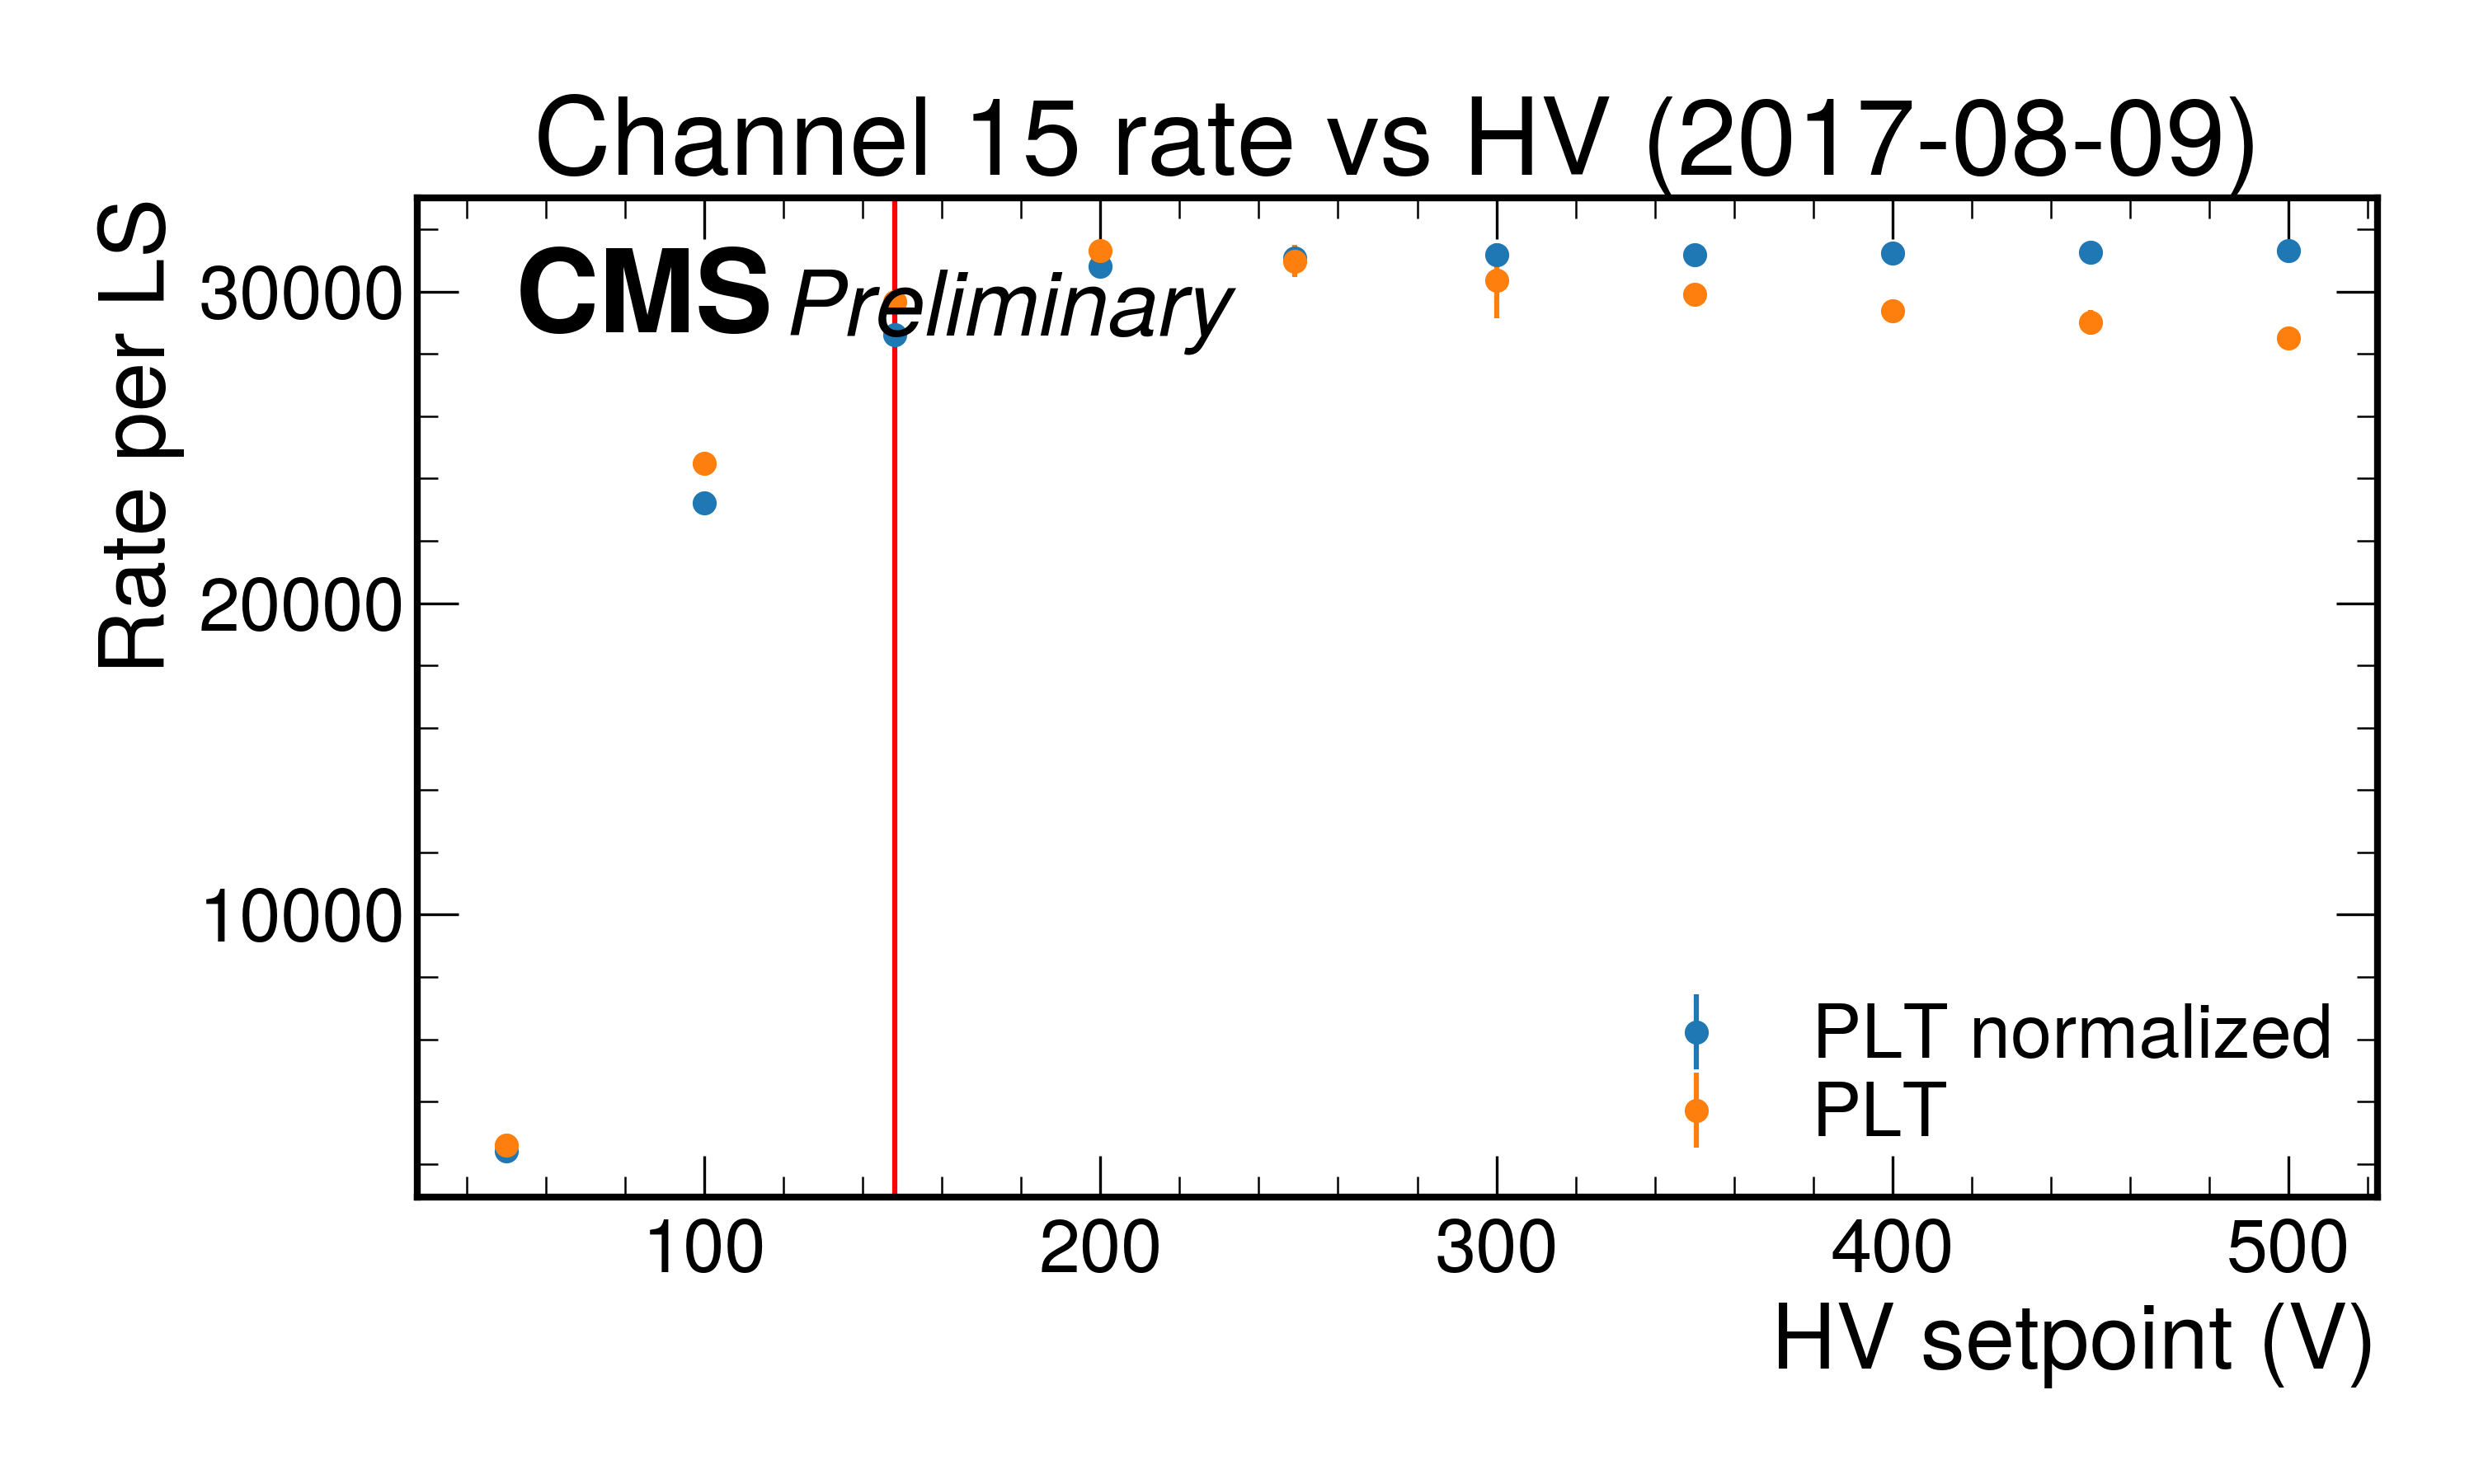 Channel 15 rate vs HV (2017-08-09)
CMS Preliminary
Rate per LS
30000
20000
10000
PLT normalized
PLT
100 200 300 400 500
HV setpoint (V)